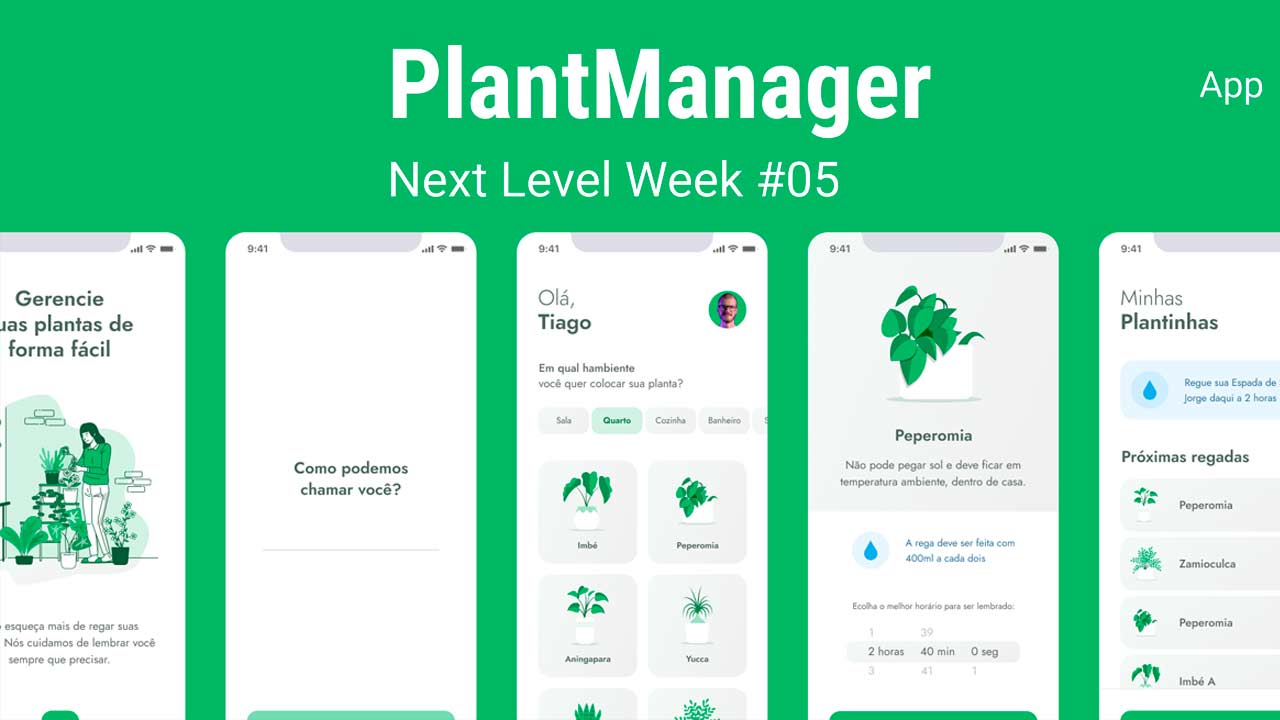 PlantManager
App
Next Level Week #05
Gerencie
uas plantas de
forma fácil
esqueça mais de regar suas
Nós cuidamos de lembrar você
sempre que precisar.
9:41
Como podemos
chamar você?
9:41
Olá,
Tiago
Em qual hambiente
você quer colocar sua planta?
Sala Quarto Cozinha Banheiro S
Imbé Peperomia
Aningapara Yucca
9:41
Peperomia
Não pode pegar sol e deve ficar em
temperatura ambiente, dentro de casa.
A rega deve ser feita com
400ml a cada dois
Ecolha o melhor horário para ser lembrado:
1 39
2 horas 40 min 0 seg
3 41 1
9:41
Minhas
Plantinhas
Regue sua Espada de
Jorge daqui a 2 horas
Próximas regadas
Peperomia
Zamioculca
Peperomia
Imbé A